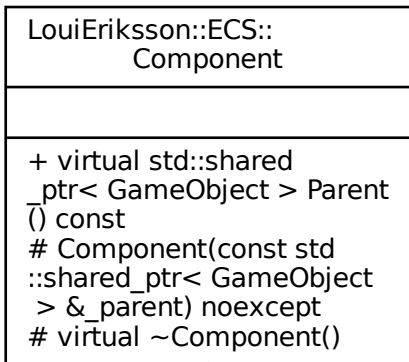 LouiEriksson::ECS::
Component
+ virtual std::shared
_ptr< GameObject > Parent
() const
# Component(const std
::shared_ptr< GameObject
 > &_parent) noexcept
# virtual ~Component()